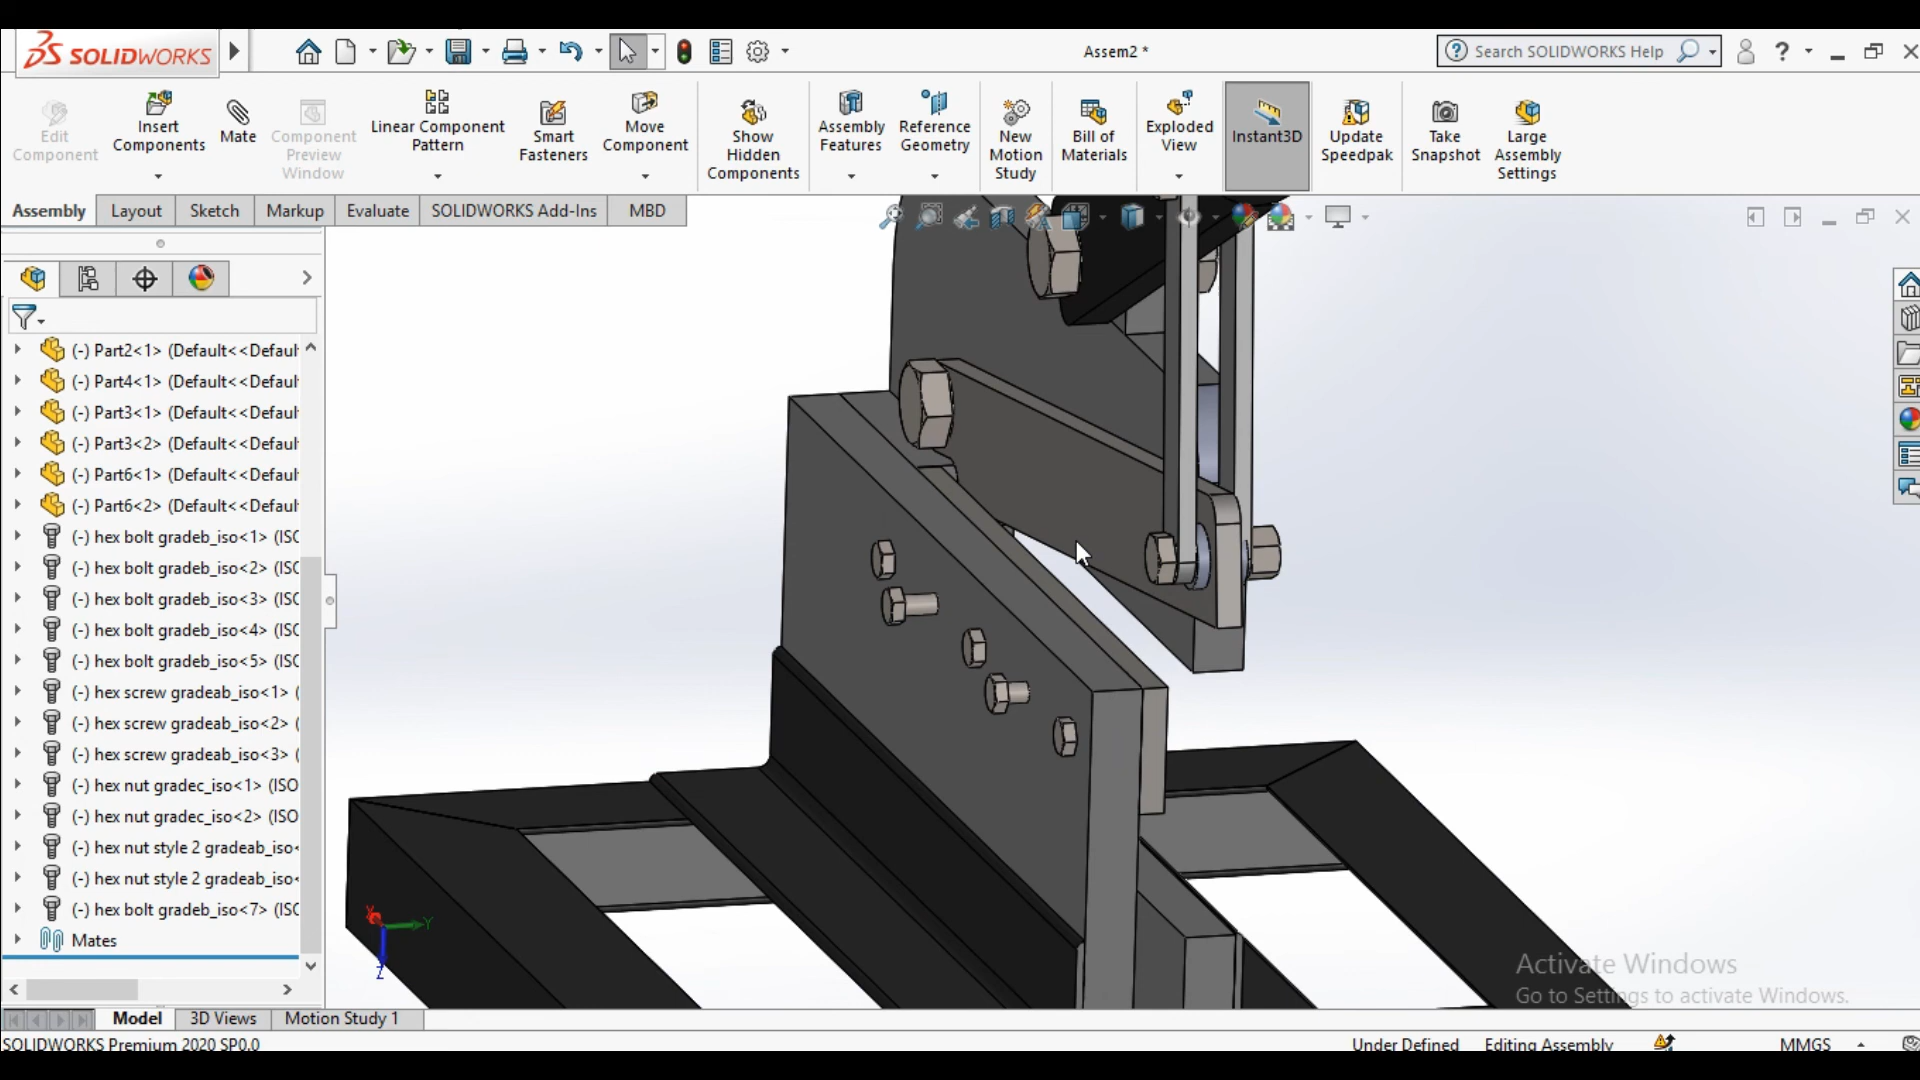 SOLIDWORKS
Assem2 *
Search SOLIDWORKS Help
?
Edit
Component
Insert
Components
Mate
Component
Preview
Window
Linear Component
Pattern
Smart
Fasteners
Move
Component
Show
Hidden
Components
Assembly
Features
Reference
Geometry
New
Motion
Study
Bill of
Materials
Exploded
View
Instant3D
Update
Speedpak
Take
Snapshot
Large
Assembly
Settings
Assembly
Layout
Sketch
Markup
Evaluate
SOLIDWORKS Add-Ins
MBD
(-) Part2<1> (Default<<Defaul
(-) Part4<1> (Default<<Defaul
(-) Part3<1> (Default<<Defaul
(-) Part3<2> (Default<<Defaul
(-) Part6<1> (Default<<Defaul
(-) Part6<2> (Default<<Defaul
(-) hex bolt gradeb_iso<1> (ISO
(-) hex bolt gradeb_iso<2> (ISO
(-) hex bolt gradeb_iso<3> (ISO
(-) hex bolt gradeb_iso<4> (ISO
(-) hex bolt gradeb_iso<5> (ISO
(-) hex screw gradeab_iso<1> (
(-) hex screw gradeab_iso<2> (
(-) hex screw gradeab_iso<3> (
(-) hex nut gradec_iso<1> (ISO
(-) hex nut gradec_iso<2> (ISO
(-) hex nut style 2 gradeab_iso<
(-) hex nut style 2 gradeab_iso<
(-) hex bolt gradeb_iso<7> (ISO
Mates
X
Y
Z
Activate Windows
Go to Settings to activate Windows.
Model
3D Views
Motion Study 1
SOLIDWORKS Premium 2020 SP0.0
Under Defined
Editing Assembly
MMGS